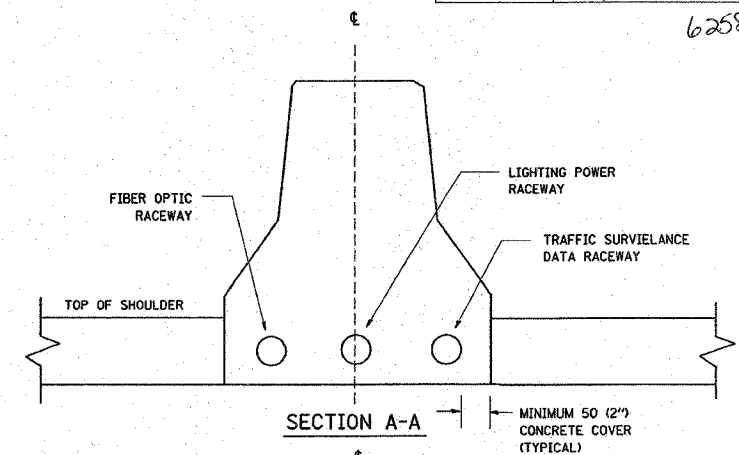 ℄
6258
FIBER OPTIC
RACEWAY
LIGHTING POWER
RACEWAY
TRAFFIC SURVIELANCE
DATA RACEWAY
TOP OF SHOULDER
SECTION A-A
MINIMUM 50 (2")
CONCRETE COVER
(TYPICAL)
℄